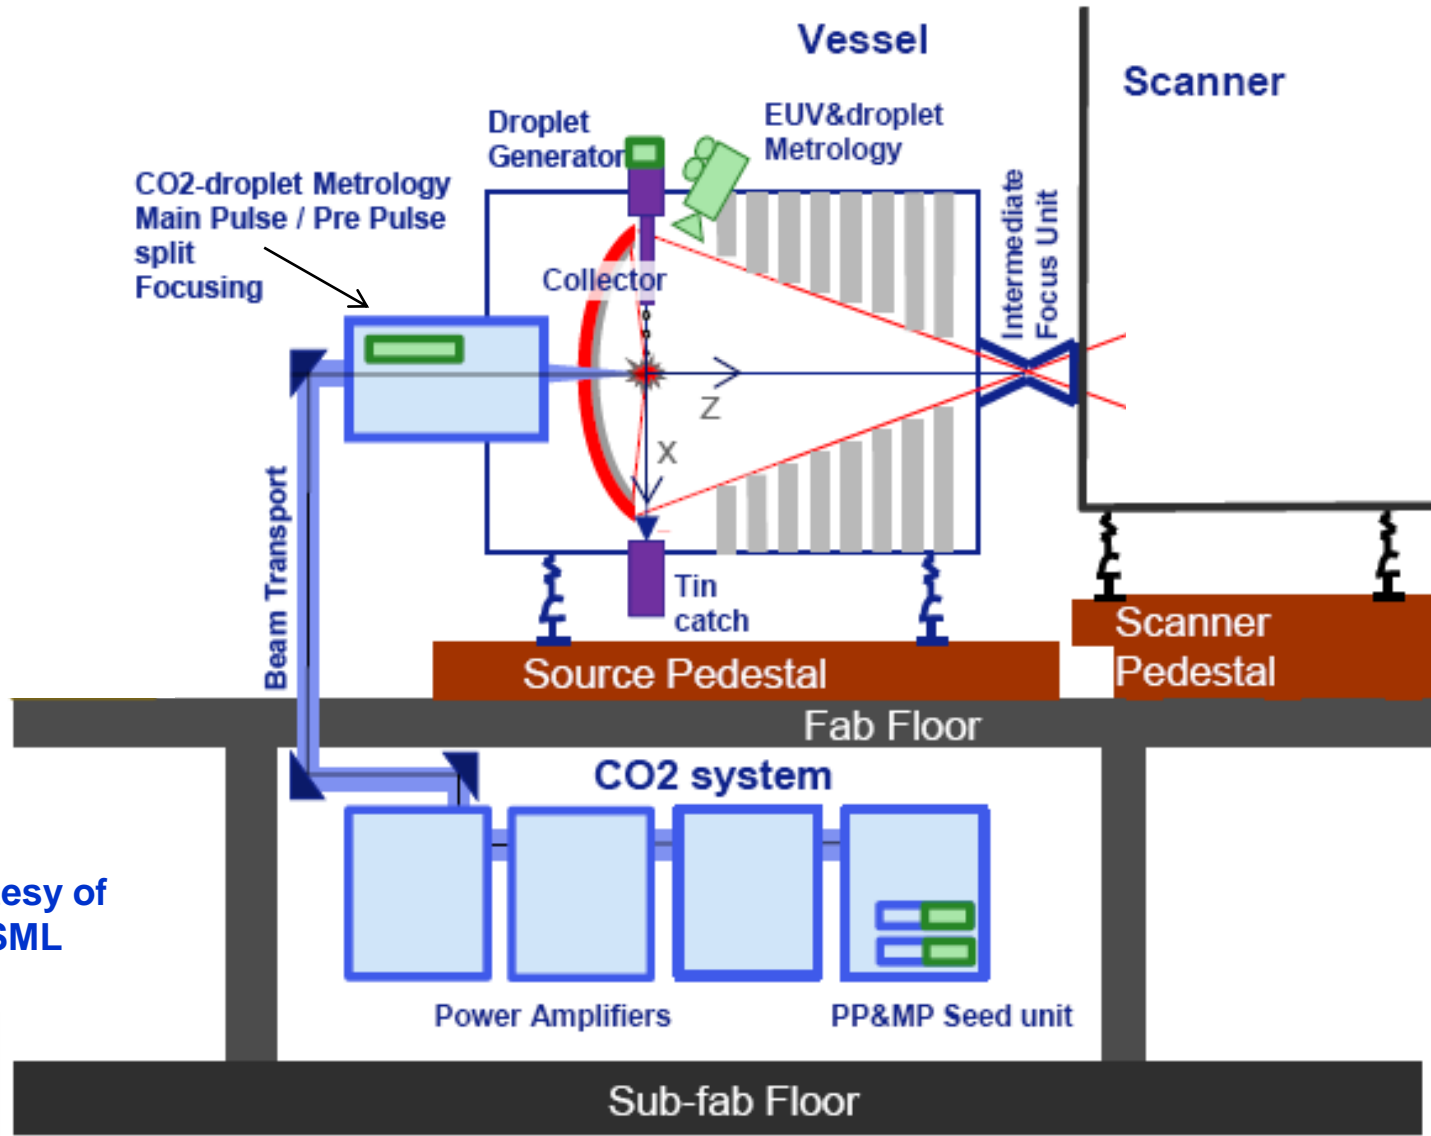 Vessel
Scanner
Droplet
Generator
EUV&droplet
Metrology
CO2-droplet Metrology
Main Pulse / Pre Pulse
split
Focusing
Intermediate
Focus Unit
Collector
Z
X
Beam Transport
Tin
catch
Source Pedestal
Scanner
Pedestal
Fab Floor
CO2 system
esy of
SML
Power Amplifiers
PP&MP Seed unit
Sub-fab Floor